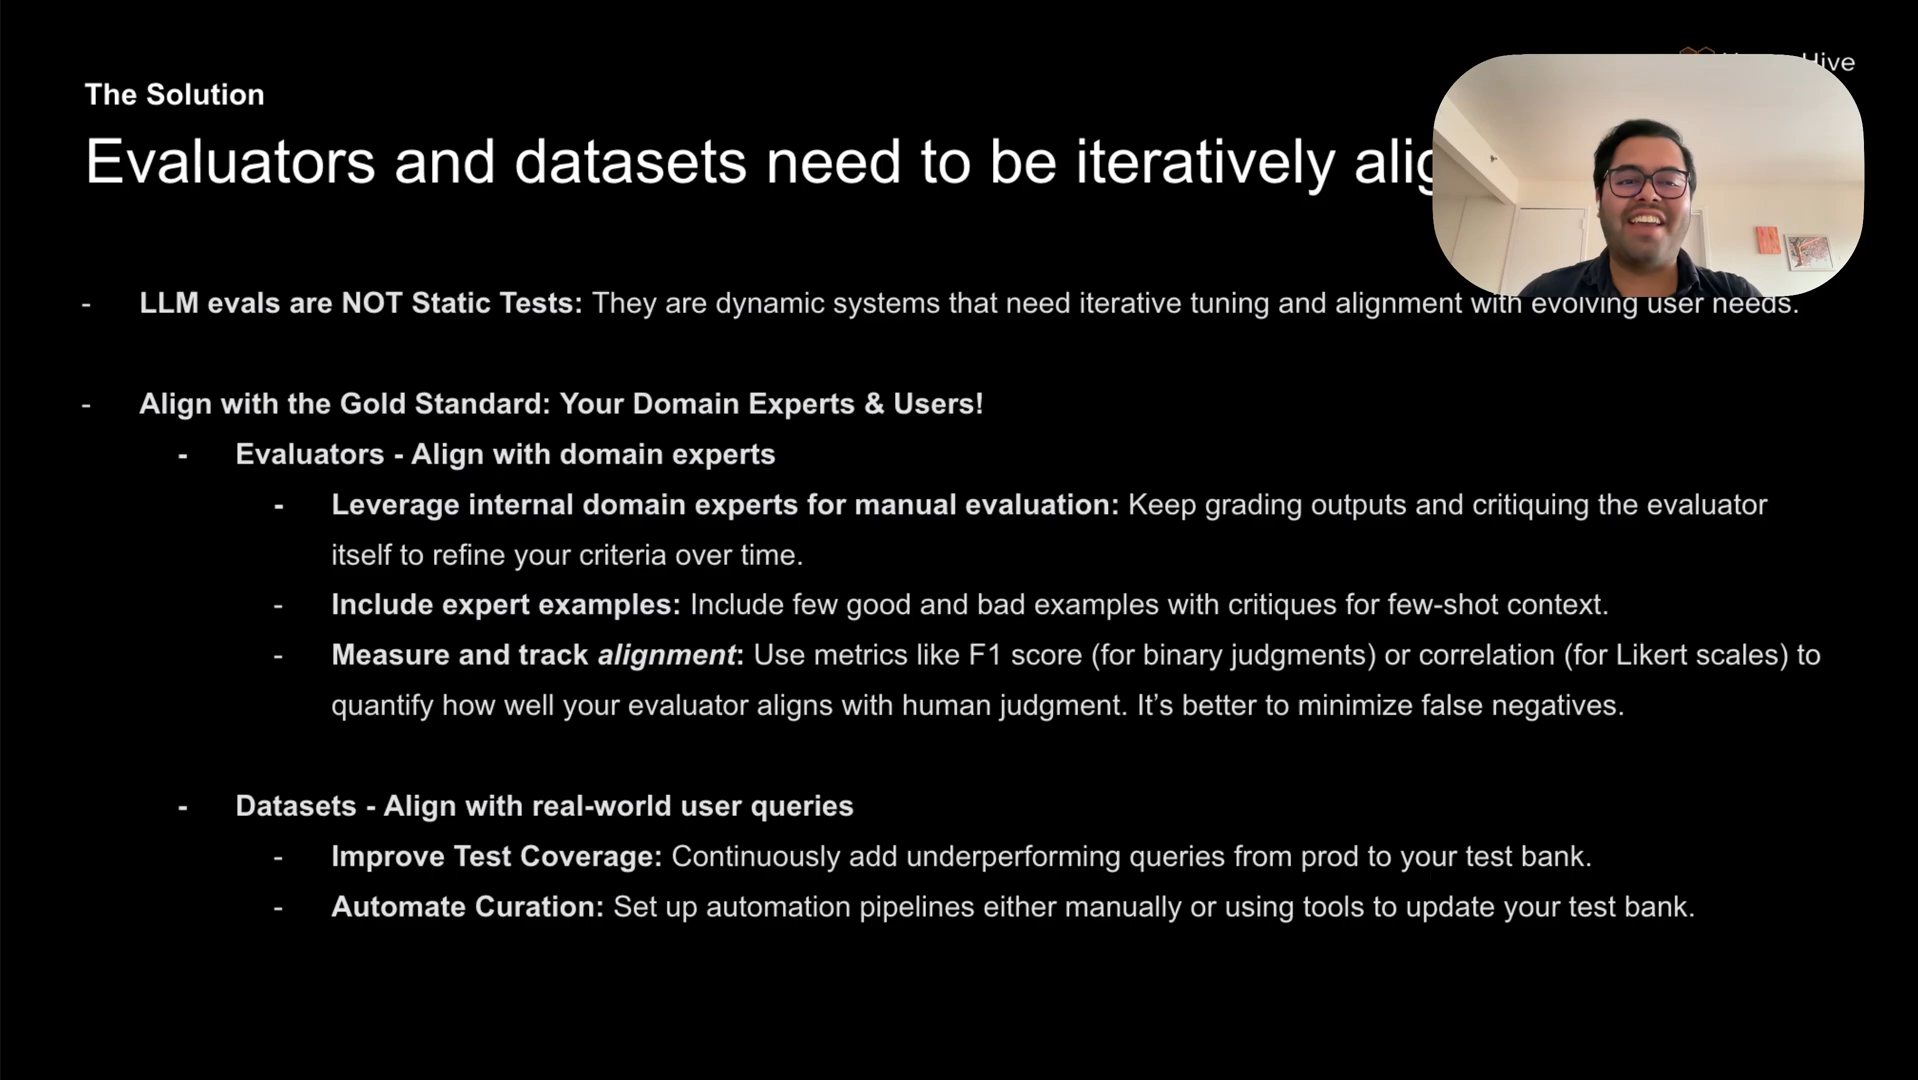 The Solution
Evaluators and datasets need to be iteratively
- LLM evals are NOT Static Tests: They are dynamic systems that need iterative tuning and alignment with evolving user needs.
- Align with the Gold Standard: Your Domain Experts & Users!
- Evaluators - Align with domain experts
- Leverage internal domain experts for manual evaluation: Keep grading outputs and critiquing the evaluator
itself to refine your criteria over time.
- Include expert examples: Include few good and bad examples with critiques for few-shot context.
- Measure and track alignment: Use metrics like F1 score (for binary judgments) or correlation (for Likert scales) to
quantify how well your evaluator aligns with human judgment. It’s better to minimize false negatives.
- Datasets - Align with real-world user queries
- Improve Test Coverage: Continuously add underperforming queries from prod to your test bank.
- Automate Curation: Set up automation pipelines either manually or using tools to update your test bank.